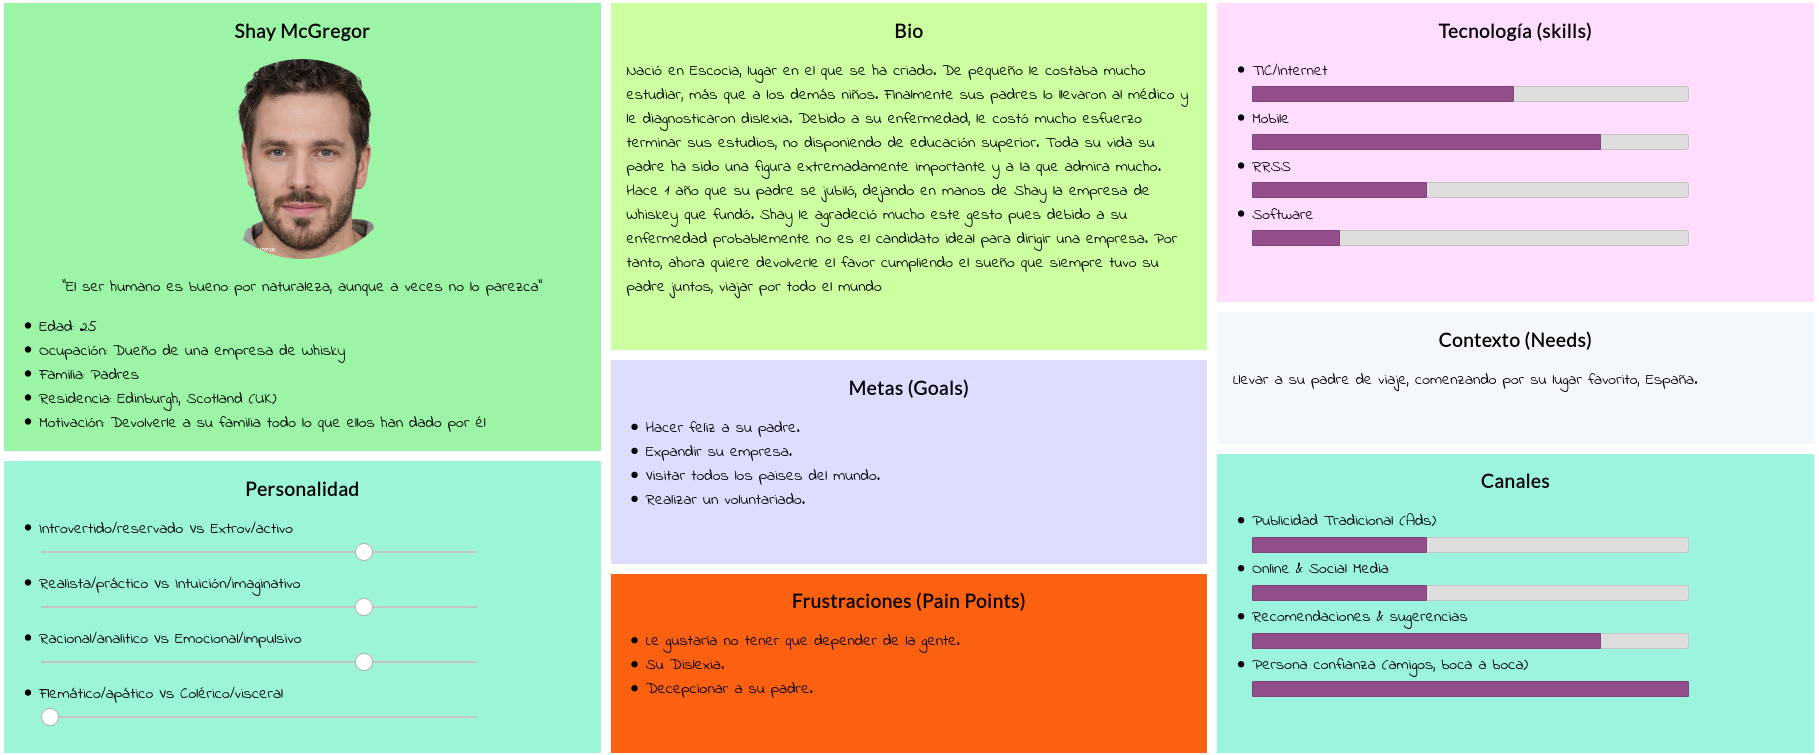 Shay McGregor
"El ser humano es bueno por naturaleza, aunque a veces no lo parezca"
Edad: 25
Ocupación: Dueño de una empresa de Whisky
Familia: Padres
Residencia: Edinburgh, Scotland (UK)
Motivación: Devolverle a su familia todo lo que ellos han dado por él
Personalidad
Introvertido/reservado Vs Extrov/activo
Realista/práctico Vs Intuición/imaginativo
Racional/analítico Vs Emocional/impulsivo
Flemático/apático Vs Colérico/visceral
Bio
Nació en Escocia, lugar en el que se ha criado. De pequeño le costaba mucho
estudiar, más que a los demás niños. Finalmente sus padres lo llevaron al médico y
le diagnosticaron dislexia. Debido a su enfermedad, le costó mucho esfuerzo
terminar sus estudios, no disponiendo de educación superior. Toda su vida su
padre ha sido una figura extremadamente importante y a la que admira mucho.
Hace 1 año que su padre se jubiló, dejando en manos de Shay la empresa de
whiskey que fundó. Shay le agradeció mucho este gesto pues debido a su
enfermedad probablemente no es el candidato ideal para dirigir una empresa. Por
tanto, ahora quiere devolverle el favor cumpliendo el sueño que siempre tuvo su
padre juntos, viajar por todo el mundo
Metas (Goals)
Hacer feliz a su padre.
Expandir su empresa.
Visitar todos los países del mundo.
Realizar un voluntariado.
Frustraciones (Pain Points)
Le gustaría no tener que depender de la gente.
Su Dislexia.
Decepcionar a su padre.
Tecnología (skills)
TIC/Internet
Mobile
RRSS
Software
Contexto (Needs)
Llevar a su padre de viaje, comenzando por su lugar favorito, España.
Canales
Publicidad Tradicional (Ads)
Online & Social Media
Recomendaciones & sugerencias
Persona confianza (amigos, boca a boca)